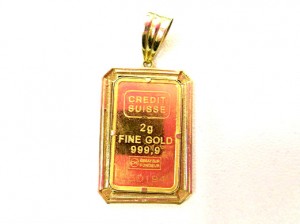 CREDIT
SUISSE
2g
FINE GOLD
999,9